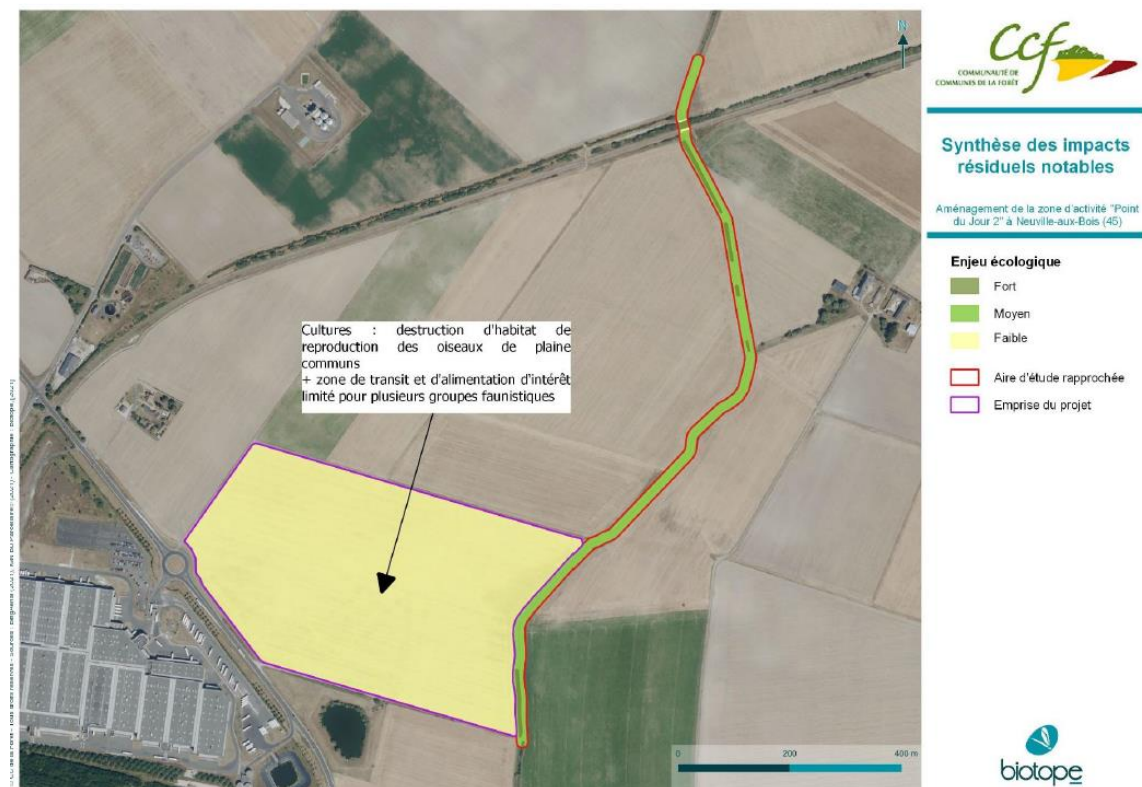 N
Cultures : destruction d'habitat de
reproduction des oiseaux de plaine
communs
+ zone de transit et d'alimentation d'intérêt
limité pour plusieurs groupes faunistiques
0 200 400 m
ccf
COMMUNAUTÉ DE
COMMUNES DE LA FORÊT
Synthèse des impacts
résiduels notables
Aménagement de la zone d'activité "Point
du Jour 2" à Neuville-aux-Bois (45)
Enjeu écologique
Fort
Moyen
Faible
Aire d'étude rapprochée
Emprise du projet
biotope